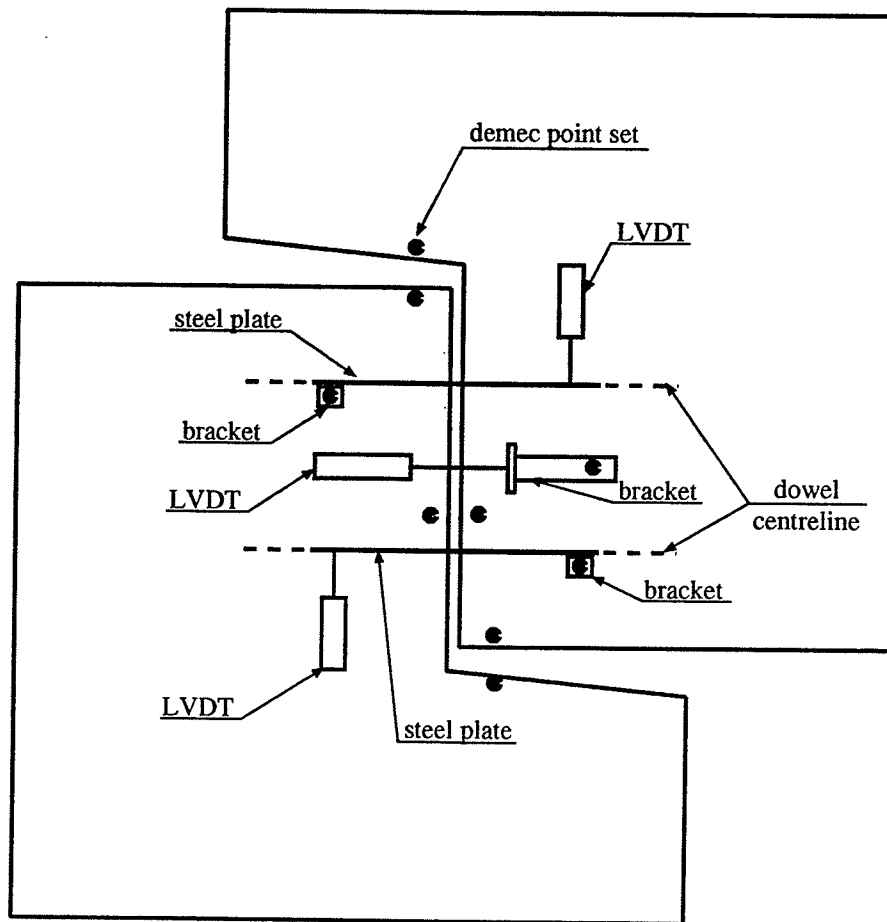 demec point set
LVDT
steel plate
bracket
LVDT
bracket
dowel
centreline
bracket
LVDT
steel plate